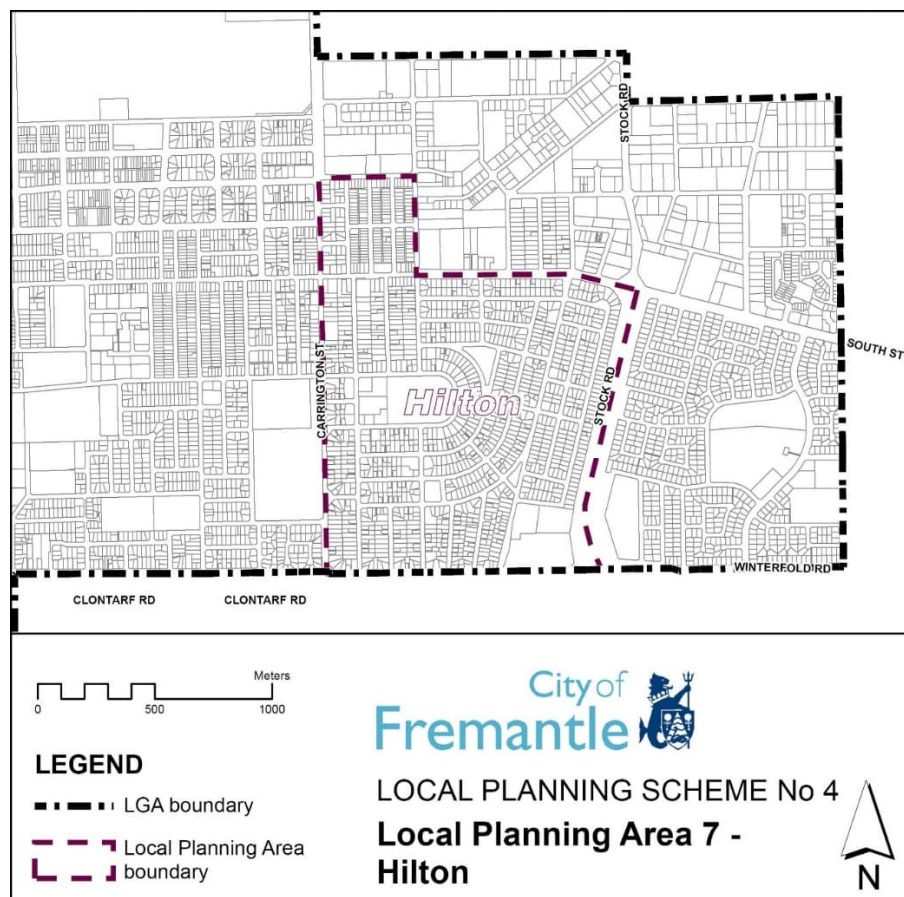 STOCK RD
SOUTH ST
CARRINGTON ST
Hilton
STOCK RD
WINTERFOLD RD
CLONTARF RD
CLONTARF RD
Meters
0
500
1000
LEGEND
LGA boundary
Local Planning Area
boundary
City of
Fremantle
LOCAL PLANNING SCHEME No 4
Local Planning Area 7 -
Hilton
N